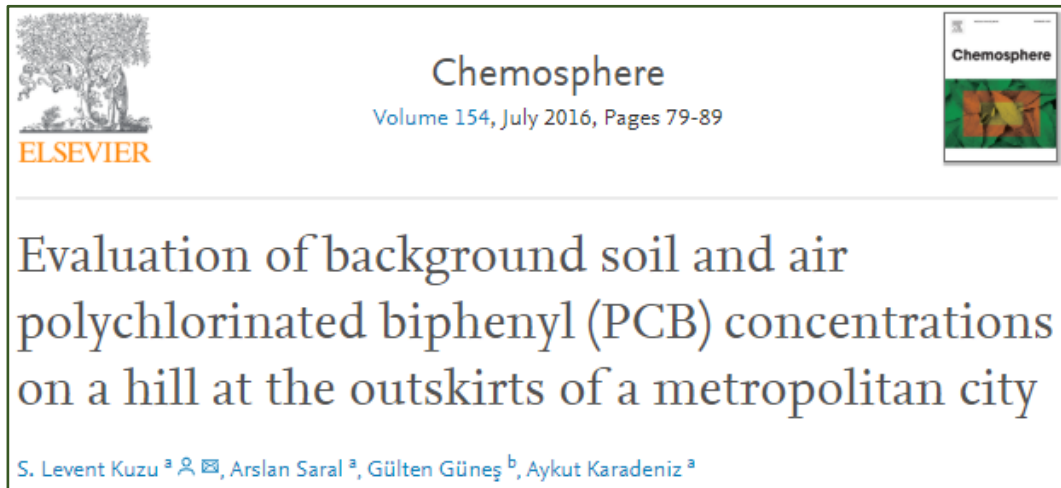 ELSEVIER
Chemosphere
Volume 154, July 2016, Pages 79-89
Chemosphere
Evaluation of background soil and air
polychlorinated biphenyl (PCB) concentrations
on a hill at the outskirts of a metropolitan city
S. Levent Kuzu a, Arslan Saral a, Gülten Güneş b, Aykut Karadeniz a